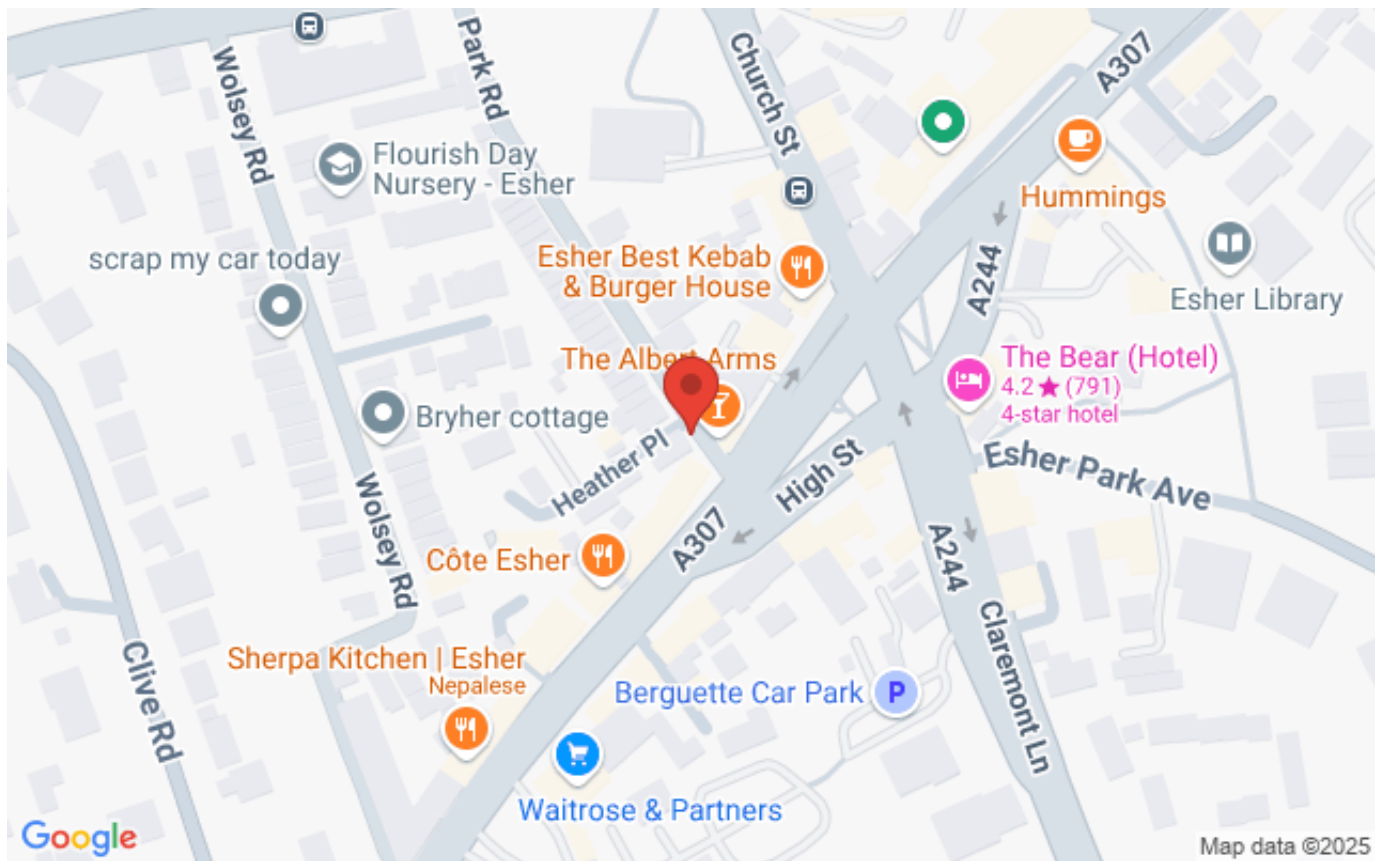 Park Rd
Church St
A307
Wolsey Rd
Flourish Day
Nursery - Esher
Hummings
scrap my car today
Esher Best Kebab
& Burger House
A244
Esher Library
The Albert Arms
The Bear (Hotel)
4.2★(791)
4-star hotel
Bryher cottage
Heather Pl
High St
Esher Park Ave
Wolsey Rd
A307
Côte Esher
A244
Claremont Ln
Clive Rd
Sherpa Kitchen | Esher
Nepalese
Berguette Car Park
P
Waitrose & Partners
Google
Map data ©2025